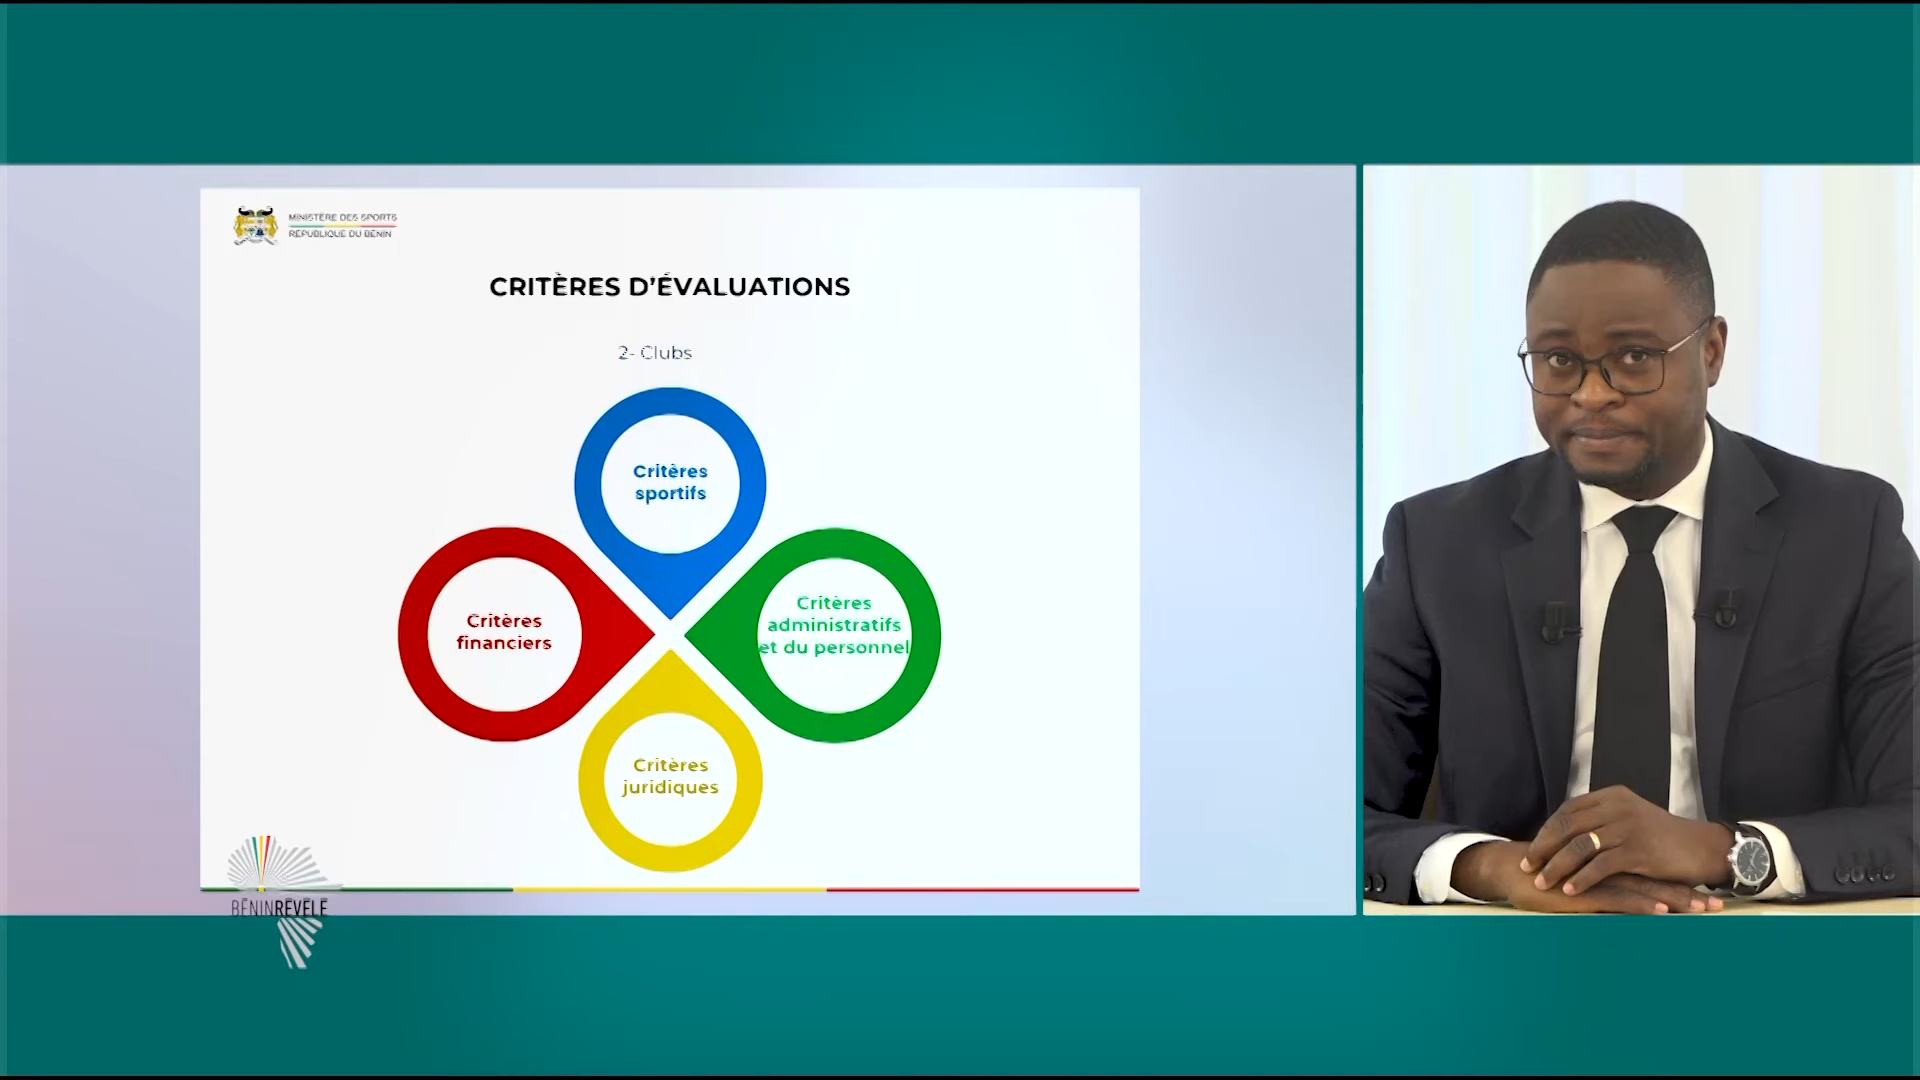 MINISTÈRE DES SPORTS
RÉPUBLIQUE DU BÉNIN
CRITÈRES D'ÉVALUATIONS
2- Clubs
Critères
sportifs
Critères
financiers
Critères
administratifs
et du personnel
Critères
juridiques
BÉNINRÉVÉLÉ